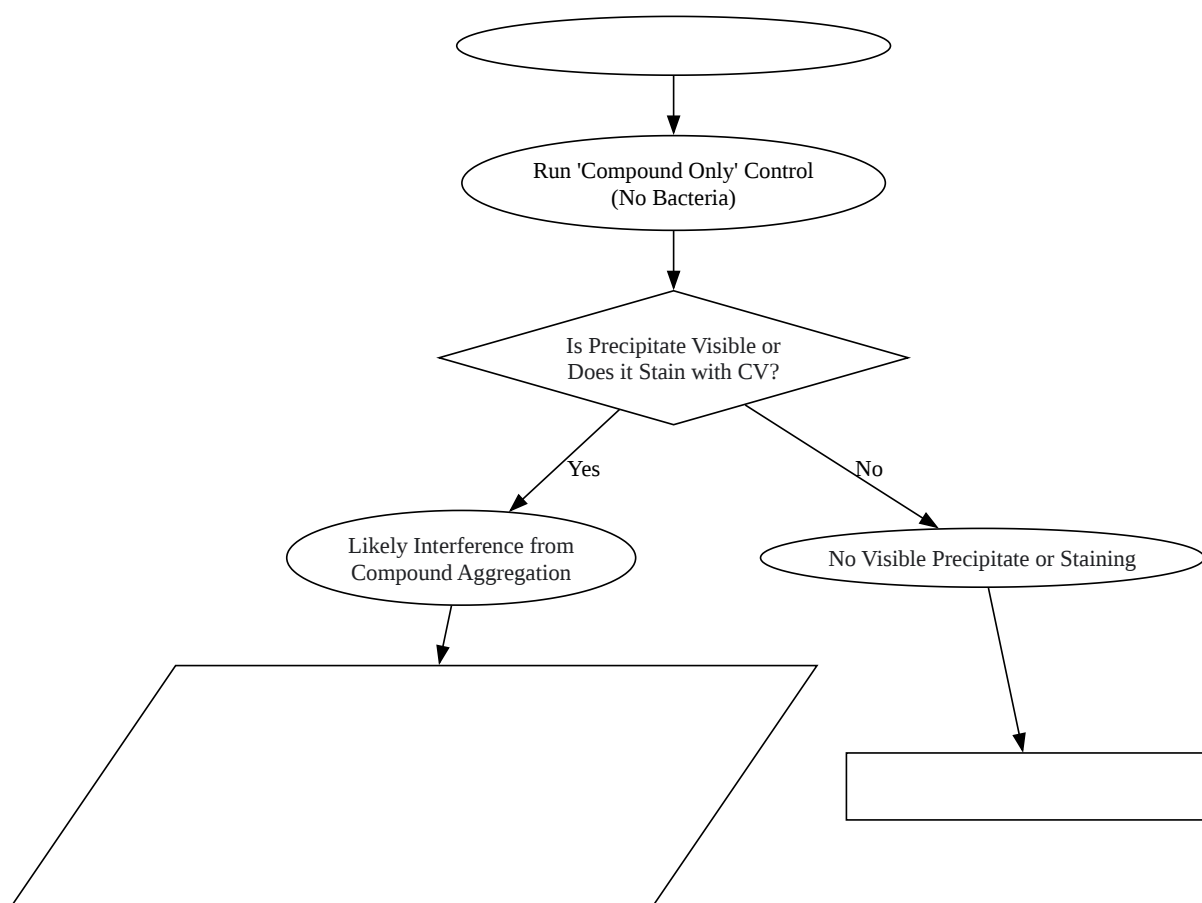 Run 'Compound Only' Control
(No Bacteria)
Is Precipitate Visible or
Does it Stain with CV?
Yes
No
Likely Interference from
Compound Aggregation
No Visible Precipitate or Staining